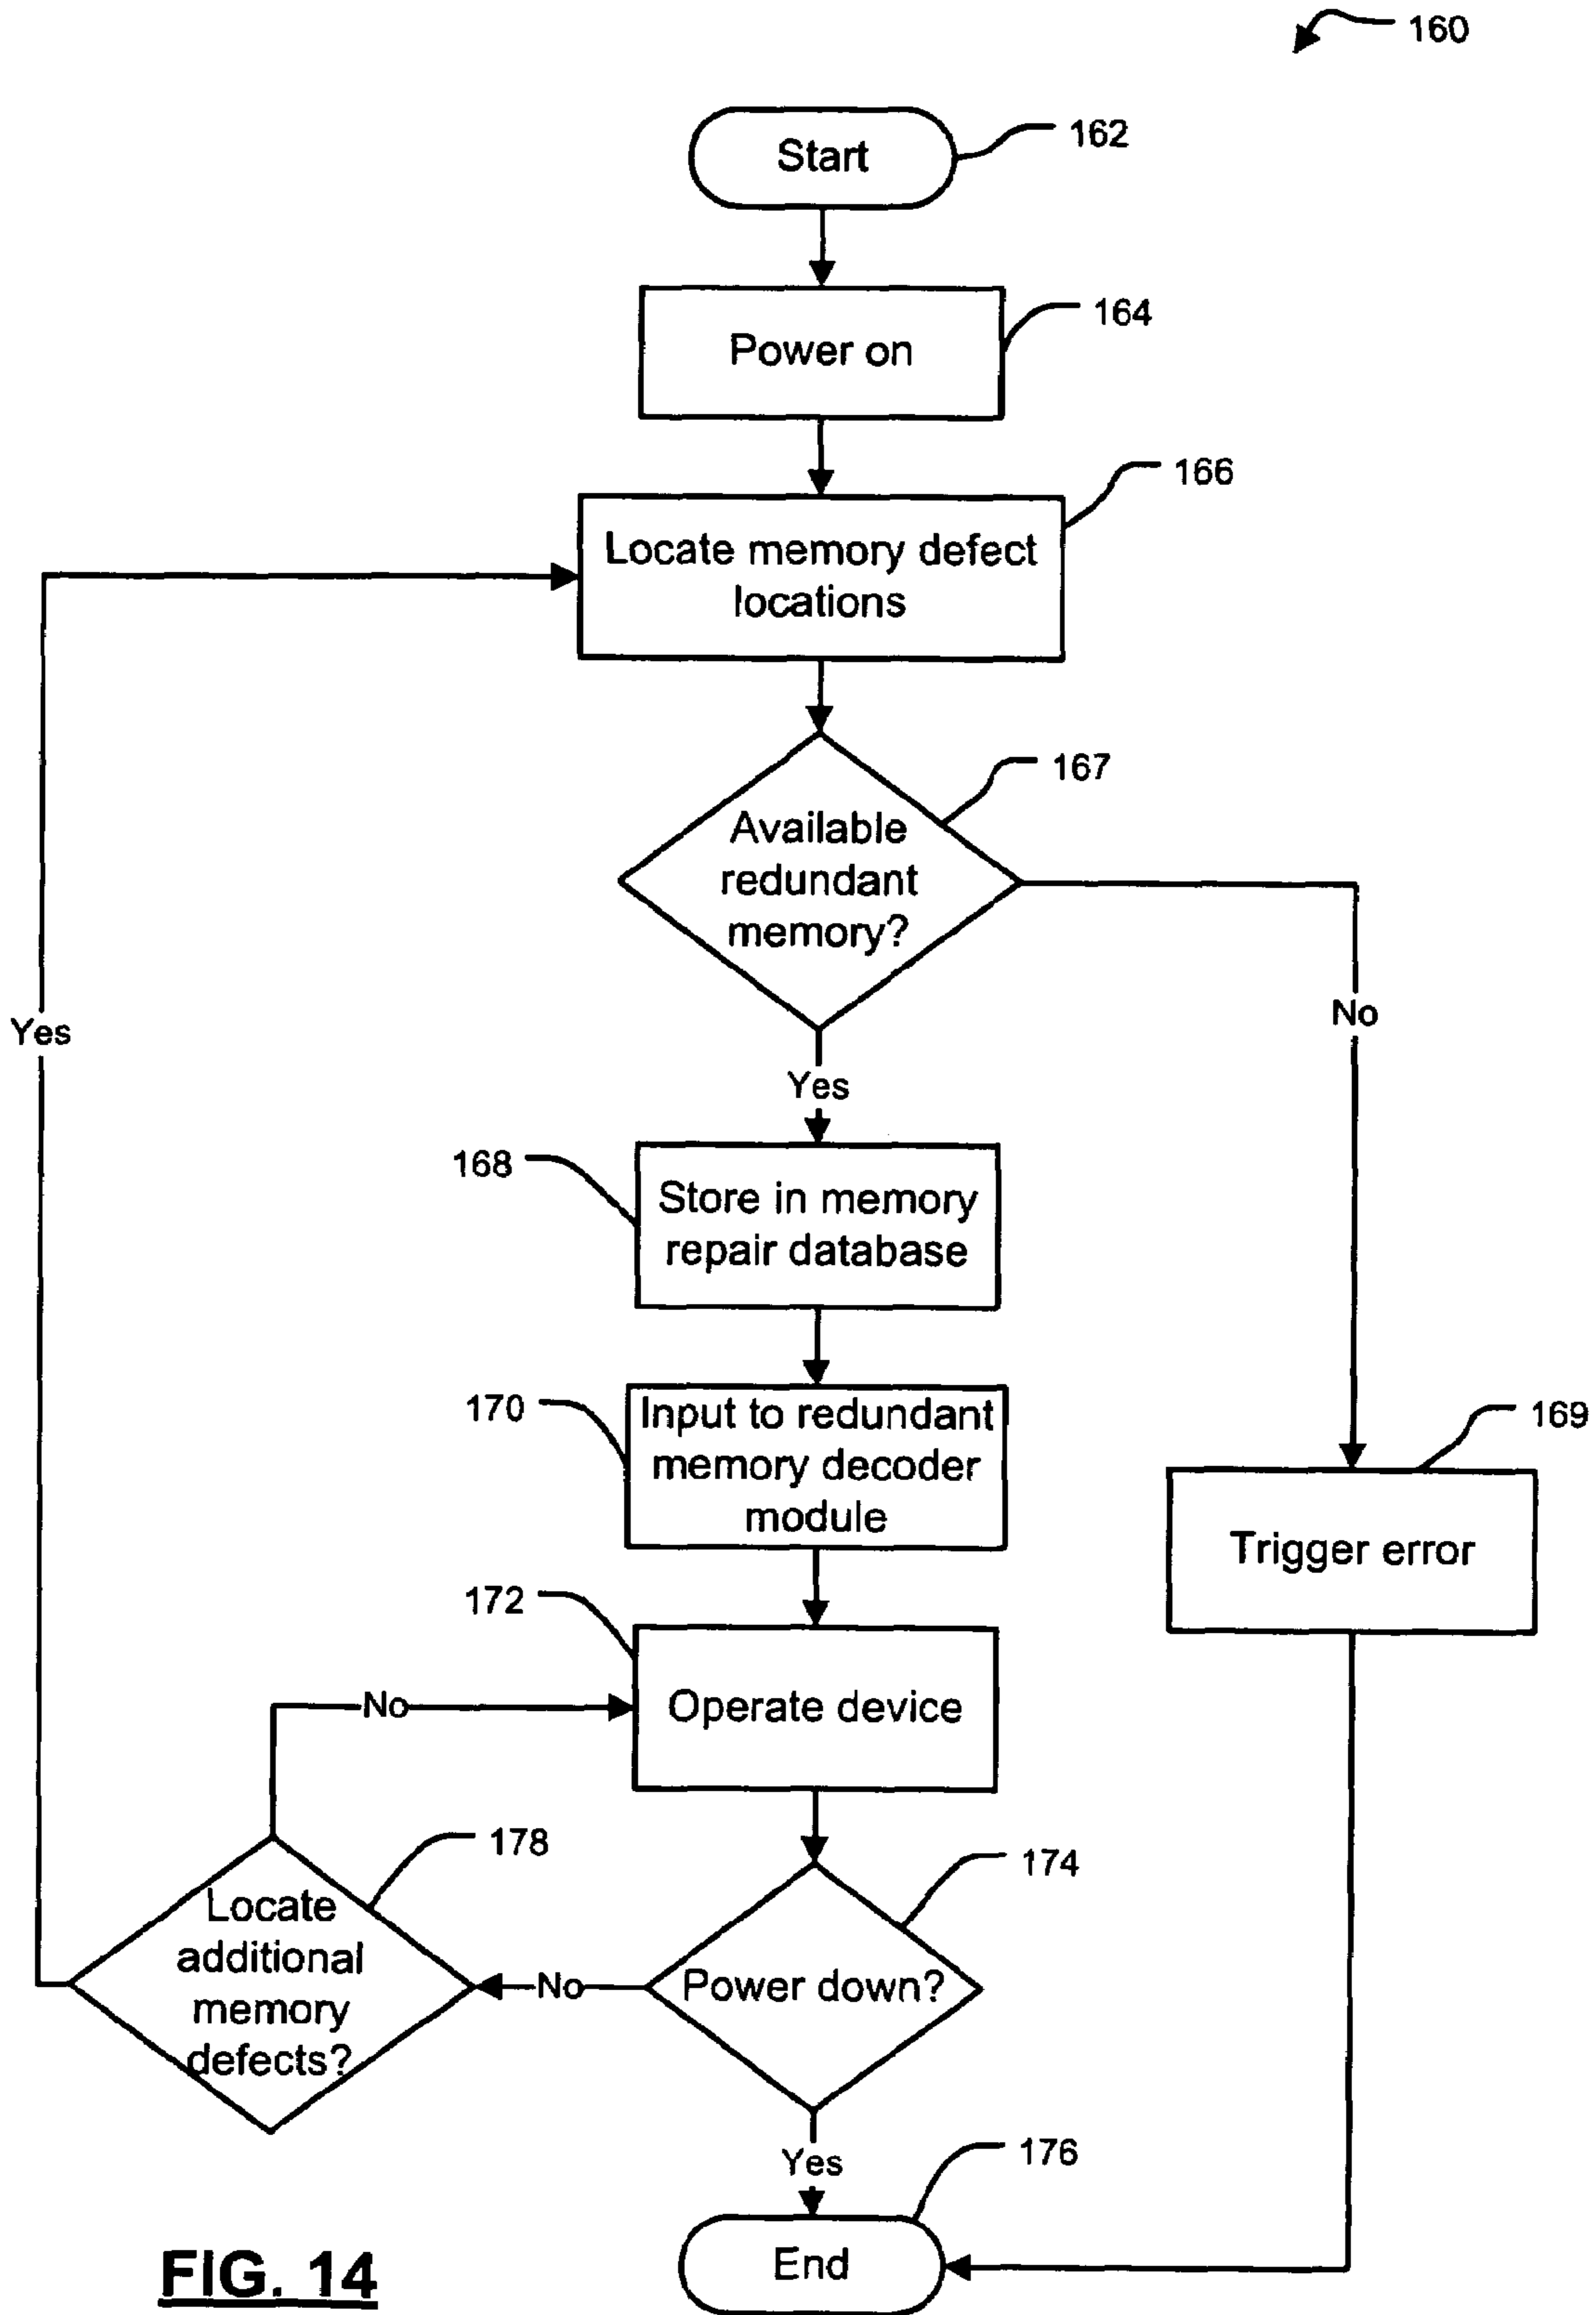 160
Start
162
Power on
164
166
Locate memory defect
locations
167
Available
redundant
memory?
No
Yes
Yes
168
Store in memory
repair database
170
Input to redundant
memory decoder
module
169
Trigger error
172
Operate device
No
178
174
Locate
additional
memory
defects?
No
Power down?
Yes
176
End
FIG. 14